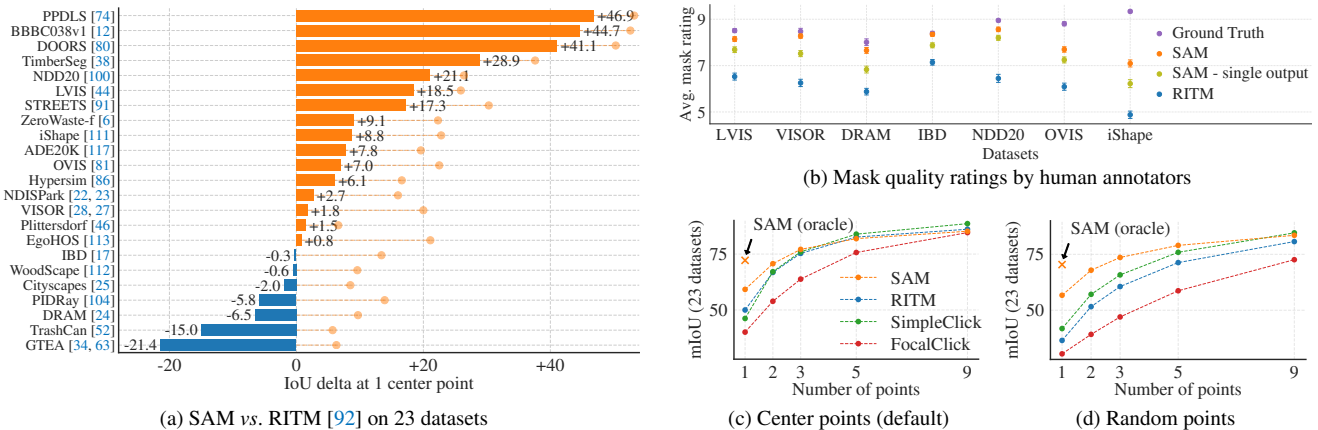 PPDLS [74] +46.9
BBBC038v1 [12] +44.7
DOORS [80] +41.1
TimberSeg [38] +28.9
NDD20 [100] +21.1
LVIS [44] +18.5
STREETS [91] +17.3
ZeroWaste-f [6] +9.1
iShape [111] +8.8
ADE20K [117] +7.8
OVIS [81] +7.0
Hypersim [86] +6.1
NDISPark [22, 23] +2.7
VISOR [28, 27] +1.8
Plittersdorf [46] +1.5
EgoHOS [113] +0.8
IBD [17] -0.3
WoodScape [112] -0.6
Cityscapes [25] -2.0
PIDRay [104] -5.8
DRAM [24] -6.5
TrashCan [52] -15.0
GTEA [34, 63] -21.4
-20 0 +20 +40
IoU delta at 1 center point
(a) SAM vs. RITM [92] on 23 datasets
Avg. mask rating
9
7
5
LVIS VISOR DRAM IBD NDD20 OVIS iShape
Datasets
Ground Truth
SAM
SAM - single output
RITM
(b) Mask quality ratings by human annotators
mIoU (23 datasets)
75
50
SAM (oracle)
SAM
RITM
SimpleClick
FocalClick
1 2 3 5 9
Number of points
(c) Center points (default)
mIoU (23 datasets)
75
50
SAM (oracle)
1 2 3 5 9
Number of points
(d) Random points